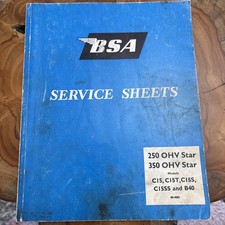 BSA
SERVICE SHEETS
250 OHV Star
350 OHV Star
Models
C15, C15T, C15S,
C15SS and B40